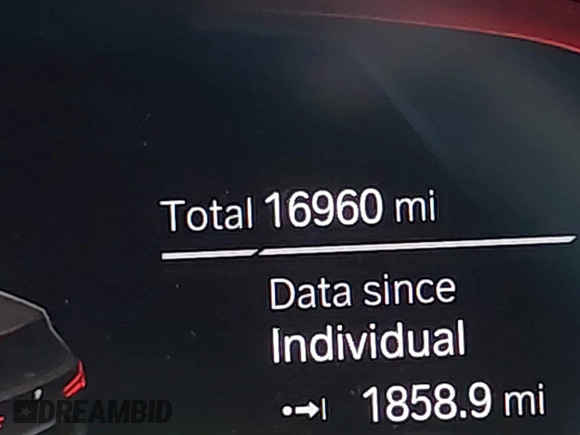 Total 16960 mi
Data since
Individual
1858.9 mi
DREAMBID